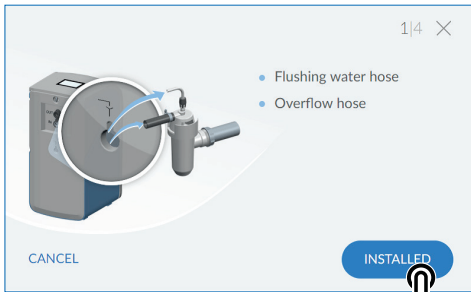 1|4
Flushing water hose
Overflow hose
CANCEL
INSTALLED